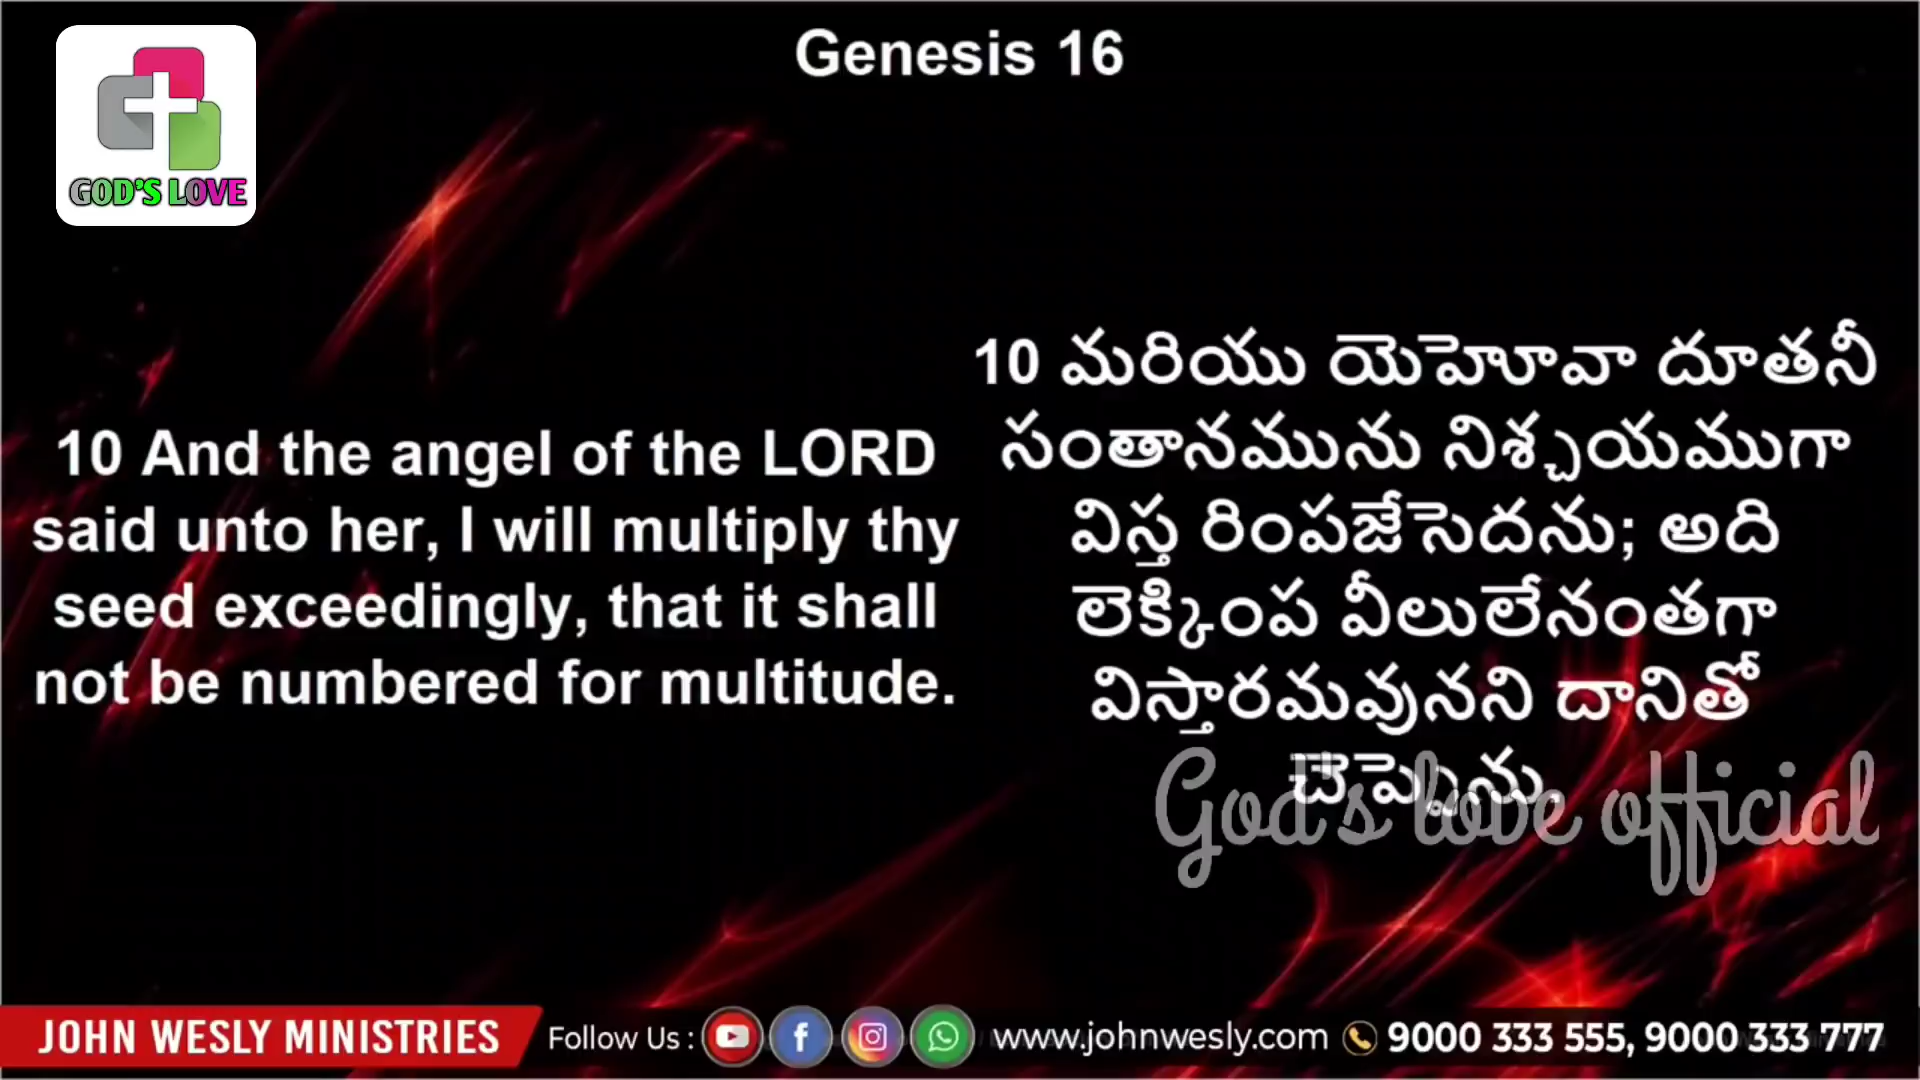 Genesis 16
GOD'S LOVE
10 And the angel of the LORD
said unto her, I will multiply thy
seed exceedingly, that it shall
not be numbered for multitude.
10 మరియు యెహోవా దూతనీ
సంతానమును నిశ్చయముగా
విస్త రింపజేసెదను; అది
లెక్కింప వీలులేనంతగా
విస్తారమవునని దానితో
చెప్పెను.
God's love official
JOHN WESLY MINISTRIES
Follow Us :
www.johnwesly.com
9000 333 555, 9000 333 777